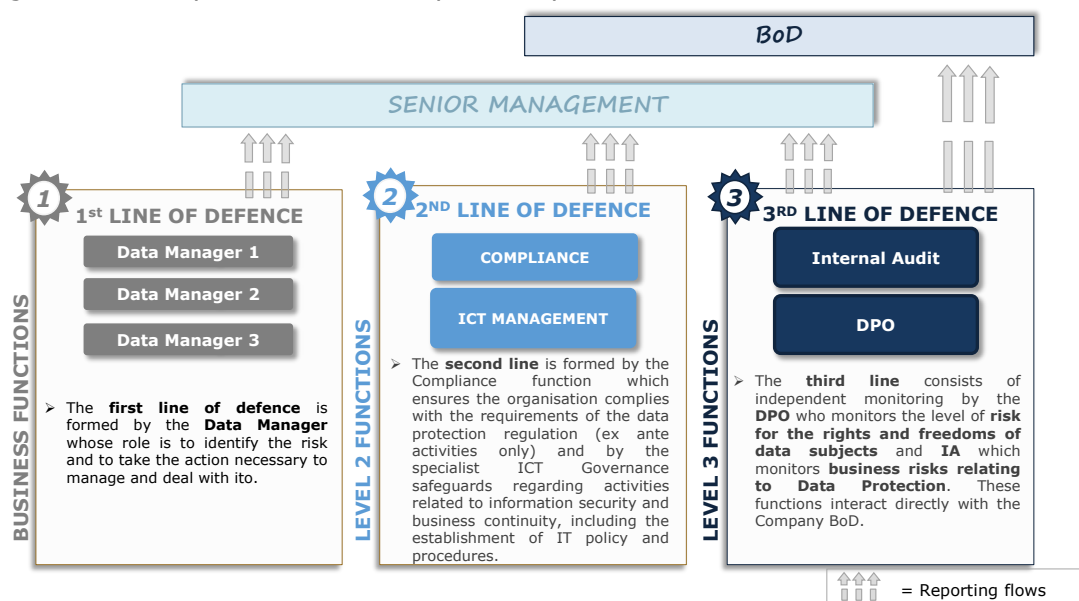 BoD
SENIOR MANAGEMENT
1
1st LINE OF DEFENCE
Data Manager 1
Data Manager 2
Data Manager 3
BUSINESS FUNCTIONS
➢ The first line of defence is
formed by the Data Manager
whose role is to identify the risk
and to take the action necessary to
manage and deal with ito.
2
2ND LINE OF DEFENCE
COMPLIANCE
ICT MANAGEMENT
LEVEL 2 FUNCTIONS
➢ The second line is formed by the
Compliance function which
ensures the organisation complies
with the requirements of the data
protection regulation (ex ante
activities only) and by the
specialist ICT Governance
safeguards regarding activities
related to information security and
business continuity, including the
establishment of IT policy and
procedures.
3
3RD LINE OF DEFENCE
Internal Audit
DPO
LEVEL 3 FUNCTIONS
➢ The third line consists of
independent monitoring by the
DPO who monitors the level of risk
for the rights and freedoms of
data subjects and IA which
monitors business risks relating
to Data Protection. These
functions interact directly with the
Company BoD.
= Reporting flows